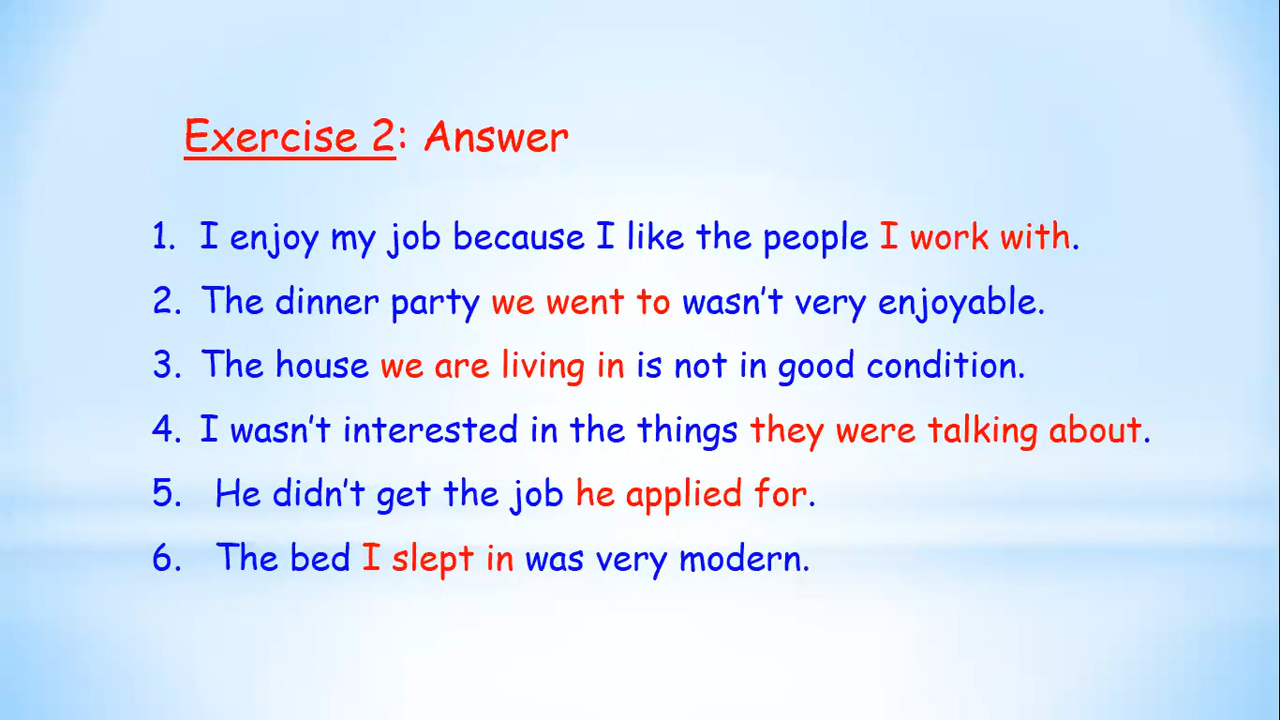 Exercise 2: Answer
1. I enjoy my job because I like the people I work with.
2. The dinner party we went to wasn’t very enjoyable.
3. The house we are living in is not in good condition.
4. I wasn’t interested in the things they were talking about.
5. He didn’t get the job he applied for.
6. The bed I slept in was very modern.